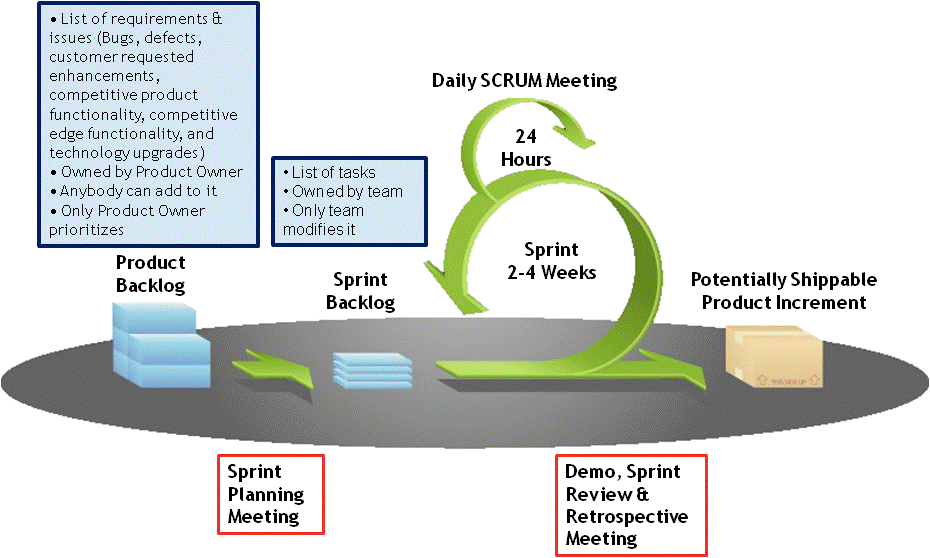 • List of requirements &
issues (Bugs, defects,
customer requested
enhancements,
competitive product
functionality, competitive
edge functionality, and
technology upgrades)
• Owned by Product Owner
• Anybody can add to it
• Only Product Owner
prioritizes
Daily SCRUM Meeting
24
Hours
• List of tasks
• Owned by team
• Only team
modifies it
Sprint
2-4 Weeks
Product
Backlog
Sprint
Backlog
Potentially Shippable
Product Increment
THIS SIDE UP
Sprint
Planning
Meeting
Demo, Sprint
Review &
Retrospective
Meeting